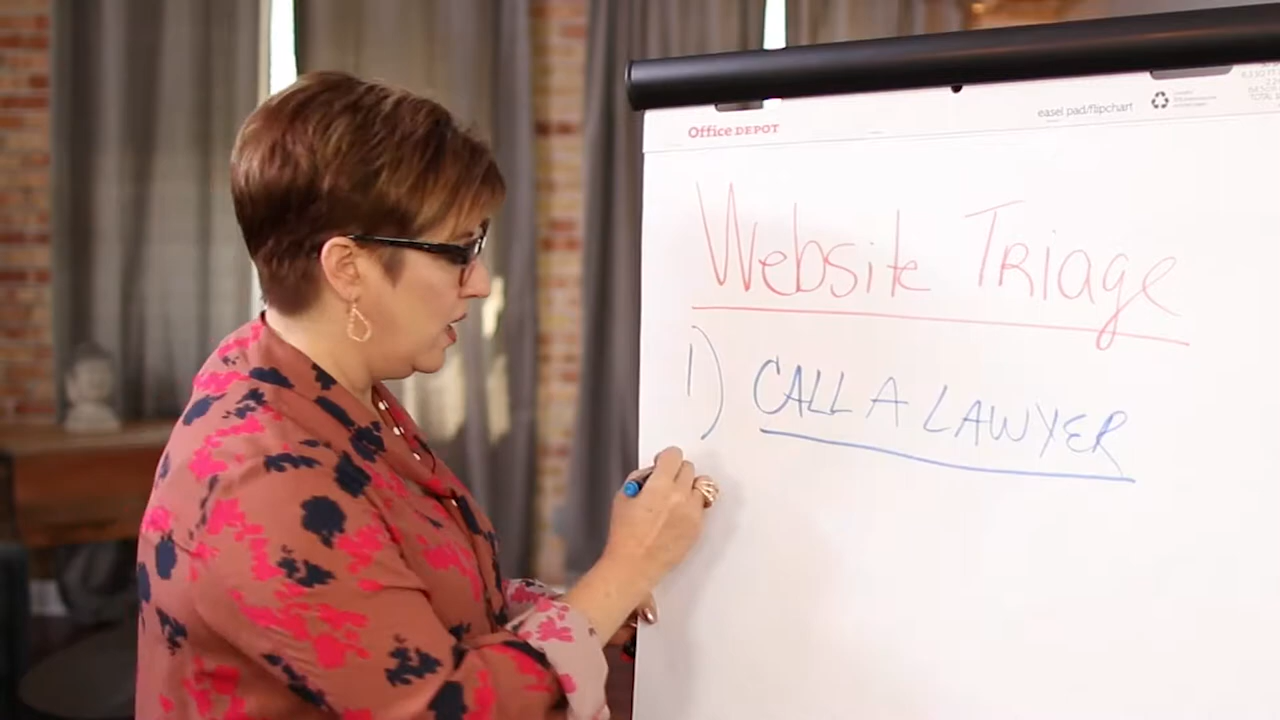 Office DEPOT
easel pad/flipchart
Website Triage
1) CALL A LAWYER